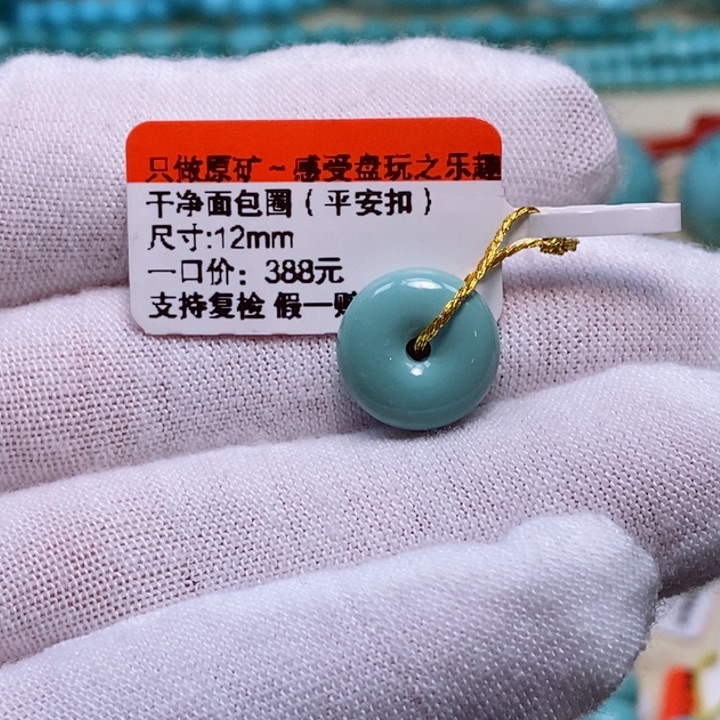 只做原矿~感受盘玩之乐趣
干净面包圈(平安扣)
尺寸:12mm
一口价：388元
支持复检 假一赔